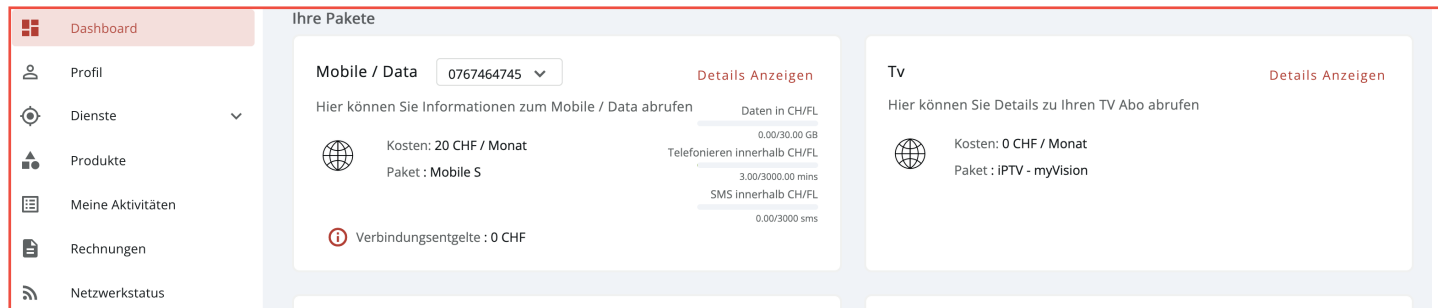 Dashboard
Profil
Dienste
Produkte
Meine Aktivitäten
Rechnungen
Netzwerkstatus
Ihre Pakete
Mobile / Data
0767464745
Details Anzeigen
Hier können Sie Informationen zum Mobile / Data abrufen
Kosten: 20 CHF / Monat
Paket : Mobile S
Daten in CH/FL
0.00/30.00 GB
Telefonieren innerhalb CH/FL
3.00/3000.00 mins
SMS innerhalb CH/FL
0.00/3000 sms
Verbindungsentgelte : 0 CHF
Tv
Details Anzeigen
Hier können Sie Details zu Ihren TV Abo abrufen
Kosten: 0 CHF / Monat
Paket : iPTV - myVision